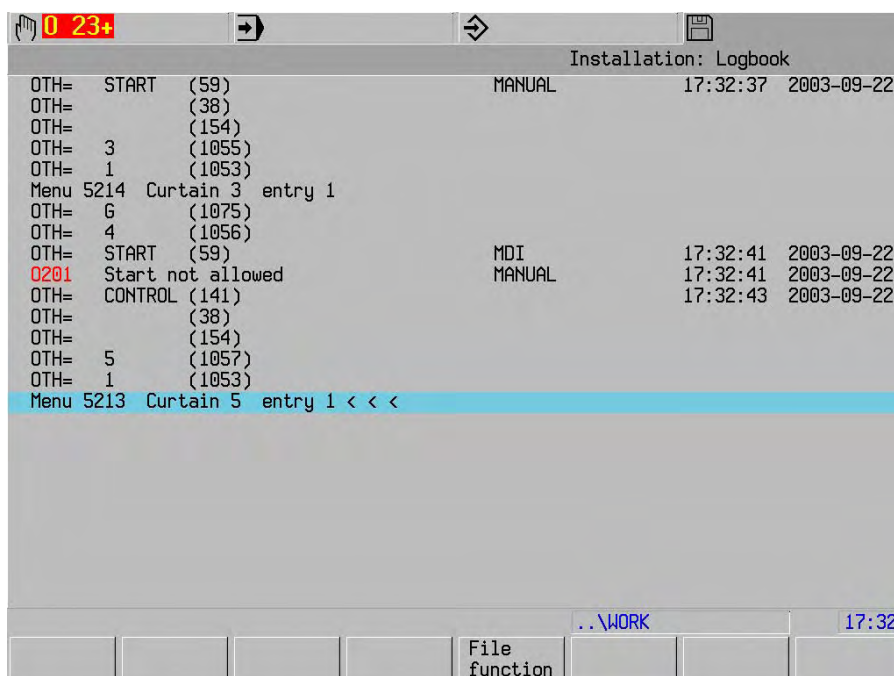 O 23+
Installation: Logbook
OTH= START (59) MANUAL 17:32:37 2003-09-22
OTH= (38)
OTH= (154)
OTH= 3 (1055)
OTH= 1 (1053)
Menu 5214 Curtain 3 entry 1
OTH= G (1075)
OTH= 4 (1056)
OTH= START (59) MDI 17:32:41 2003-09-22
O201 Start not allowed MANUAL 17:32:41 2003-09-22
OTH= CONTROL (141) 17:32:43 2003-09-22
OTH= (38)
OTH= (154)
OTH= 5 (1057)
OTH= 1 (1053)
Menu 5213 Curtain 5 entry 1 < < <
..\WORK 17:32
File
function